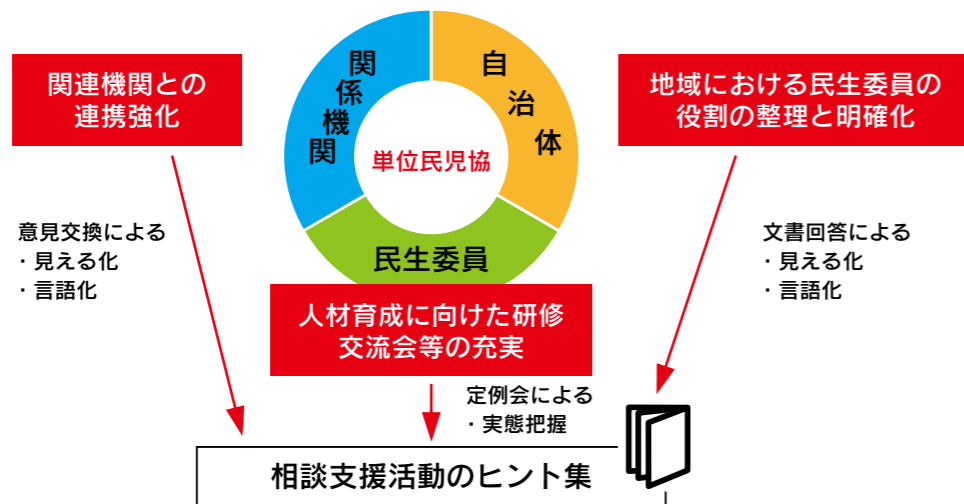 関連機関との
連携強化
関係機関
自治体
地域における民生委員の
役割の整理と明確化
単位民児協
民生委員
意見交換による
・見える化
・言語化
文書回答による
・見える化
・言語化
人材育成に向けた研修
交流会等の充実
定例会による
・実態把握
相談支援活動のヒント集